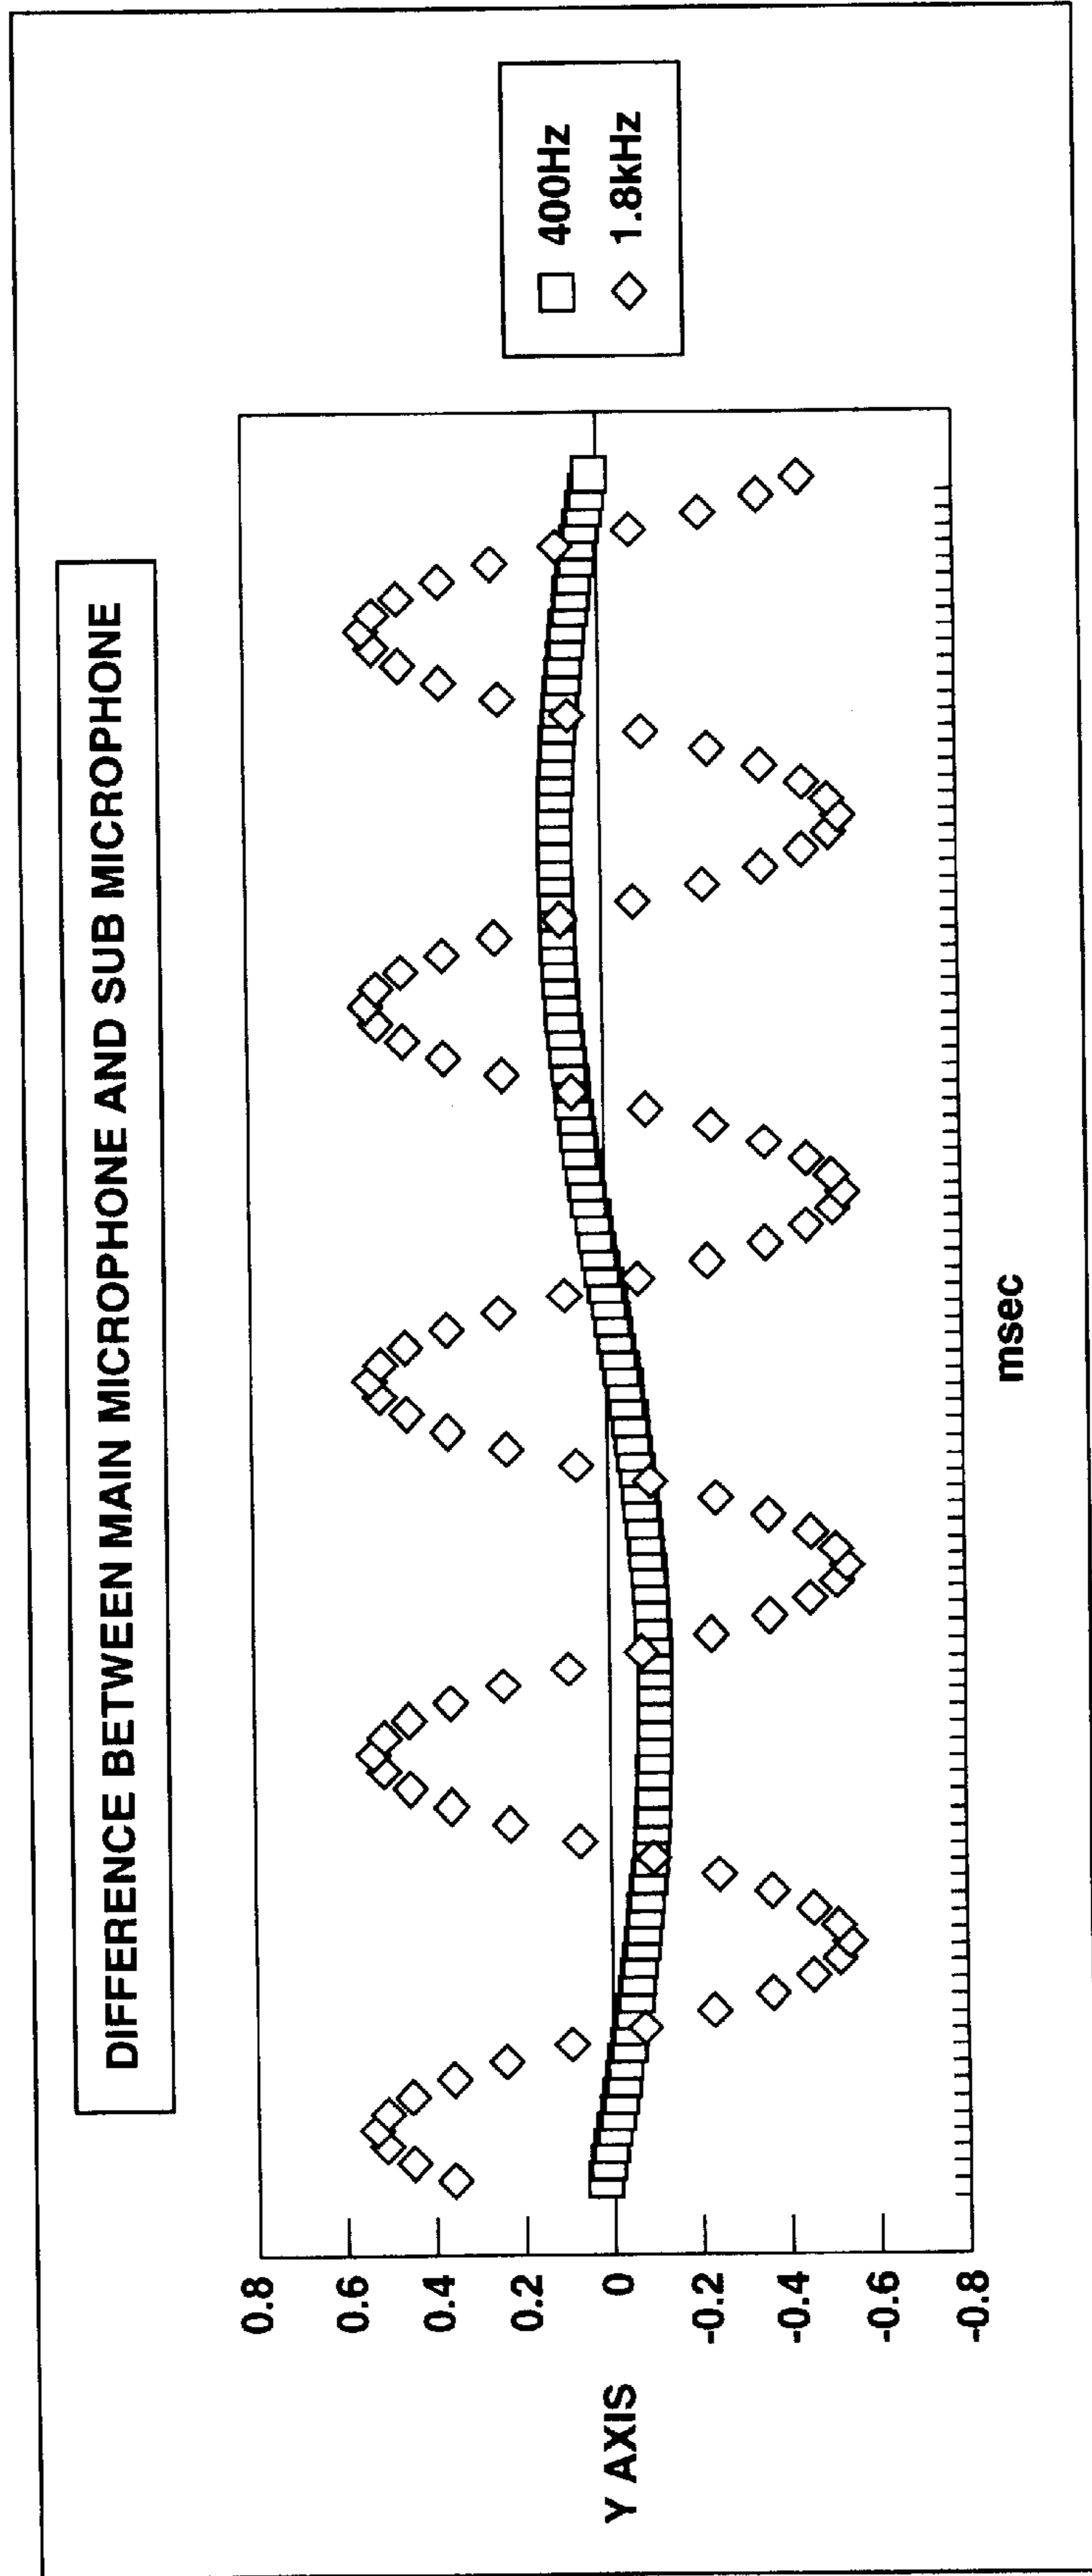 DIFFERENCE BETWEEN MAIN MICROPHONE AND SUB MICROPHONE
0.8
0.6
0.4
0.2
0
-0.2
-0.4
-0.6
-0.8
Y AXIS
msec
400Hz
1.8kHz